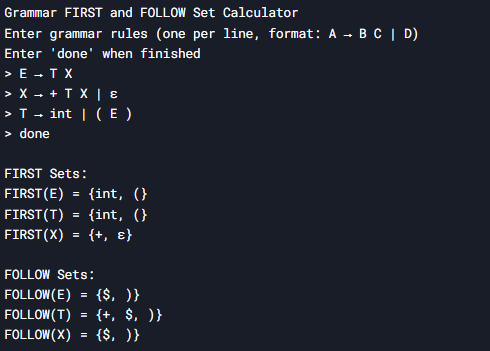 Grammar FIRST and FOLLOW Set Calculator
Enter grammar rules (one per line, format: A → B C | D)
Enter 'done' when finished
> E → T X
> X → + T X | ε
> T → int | ( E )
> done
FIRST Sets:
FIRST(E) = {int, (}
FIRST(T) = {int, (}
FIRST(X) = {+, ε}
FOLLOW Sets:
FOLLOW(E) = {$, )}
FOLLOW(T) = {+, $, )}
FOLLOW(X) = {$, )}